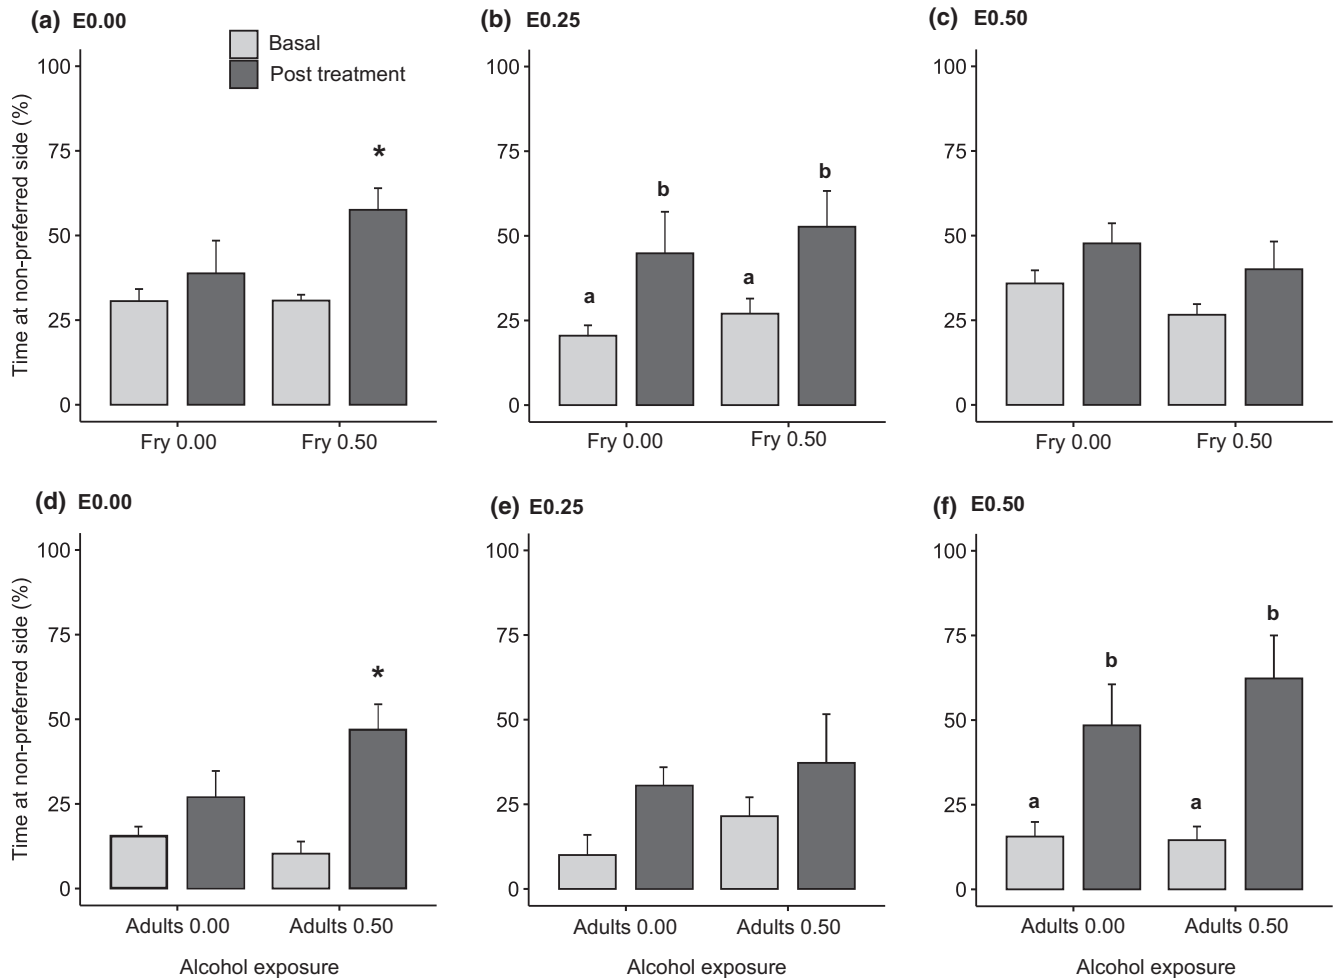 (a) E0.00
Basal
Post treatment
Time at non-preferred side (%)
100
75
50
25
0
*
Fry 0.00 Fry 0.50
(b) E0.25
100
75
50
25
0
a b a b
Fry 0.00 Fry 0.50
(c) E0.50
100
75
50
25
0
Fry 0.00 Fry 0.50
(d) E0.00
Time at non-preferred side (%)
100
75
50
25
0
*
Adults 0.00 Adults 0.50
Alcohol exposure
(e) E0.25
100
75
50
25
0
Adults 0.00 Adults 0.50
Alcohol exposure
(f) E0.50
100
75
50
25
0
a b a b
Adults 0.00 Adults 0.50
Alcohol exposure